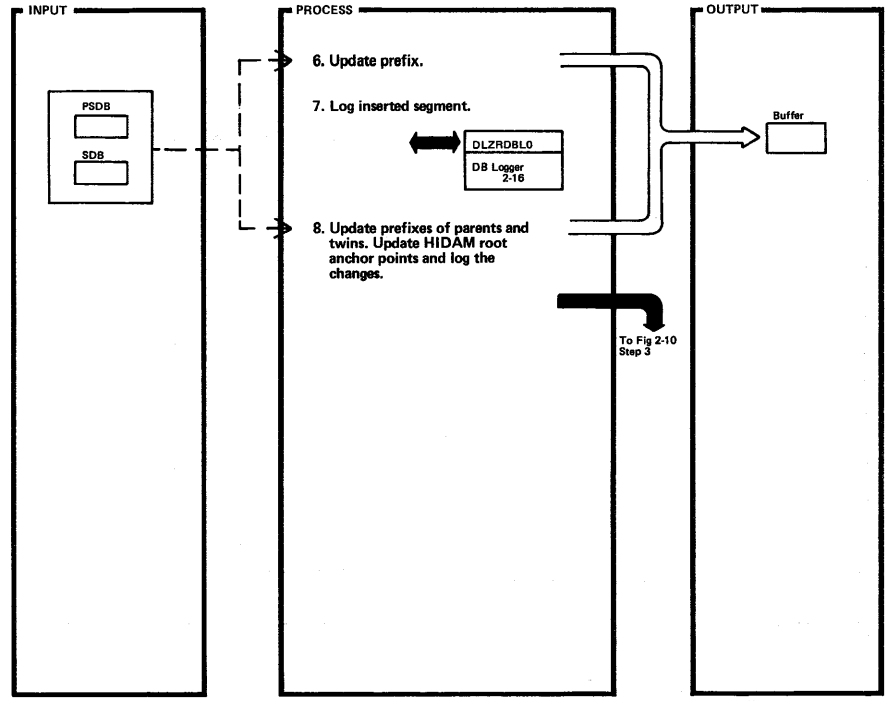 INPUT
PROCESS
OUTPUT
PSDB
SDB
6. Update prefix.
7. Log inserted segment.
DLZRDBL0
DB Logger
2-16
8. Update prefixes of parents and
twins. Update HIDAM root
anchor points and log the
changes.
To Fig 2-10
Step 3
Buffer